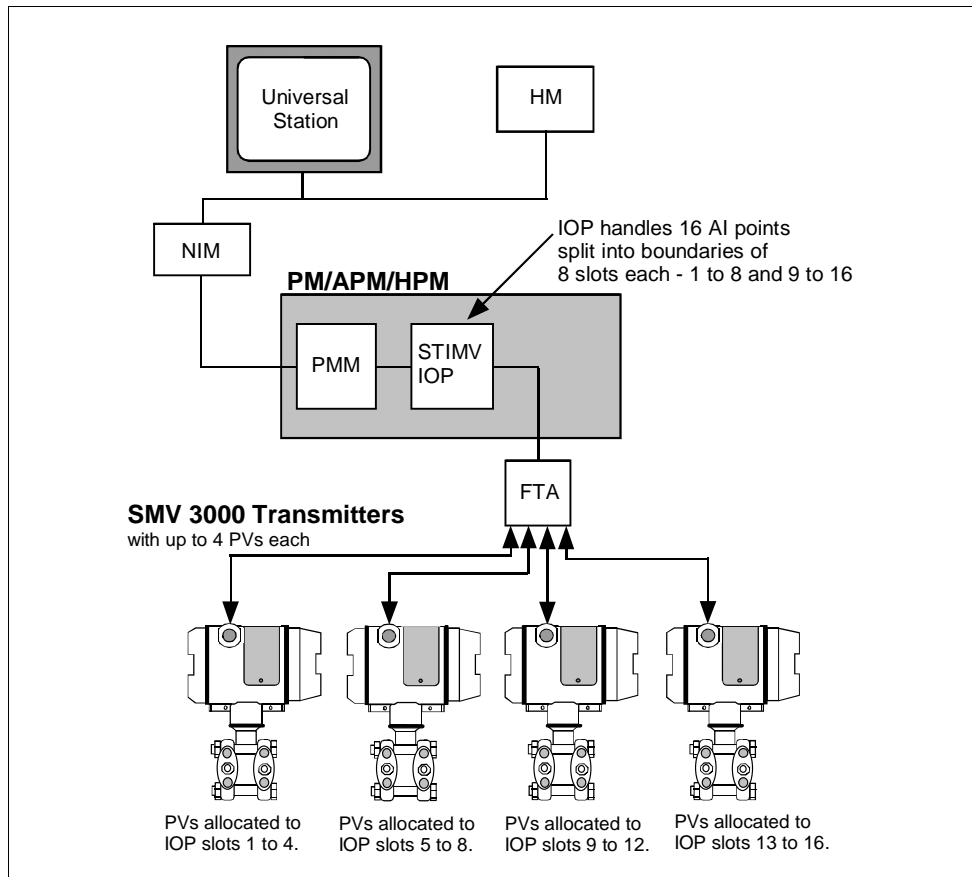 Universal
Station
HM
NIM
IOP handles 16 AI points
split into boundaries of
8 slots each - 1 to 8 and 9 to 16
PM/APM/HPM
PMM
STIMV
IOP
FTA
SMV 3000 Transmitters
with up to 4 PVs each
PVs allocated to
IOP slots 1 to 4.
PVs allocated to
IOP slots 5 to 8.
PVs allocated to
IOP slots 9 to 12.
PVs allocated to
IOP slots 13 to 16.